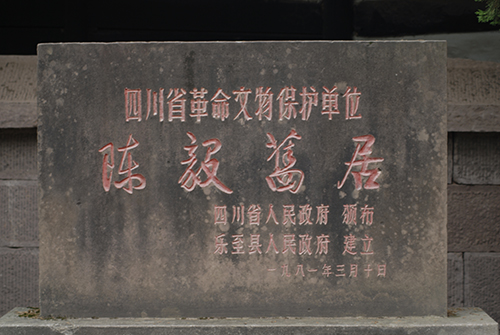 四川省革命文物保护单位
陈毅舊居
四川省人民政府 颁布
乐至县人民政府 建立
一九八一年三月十日